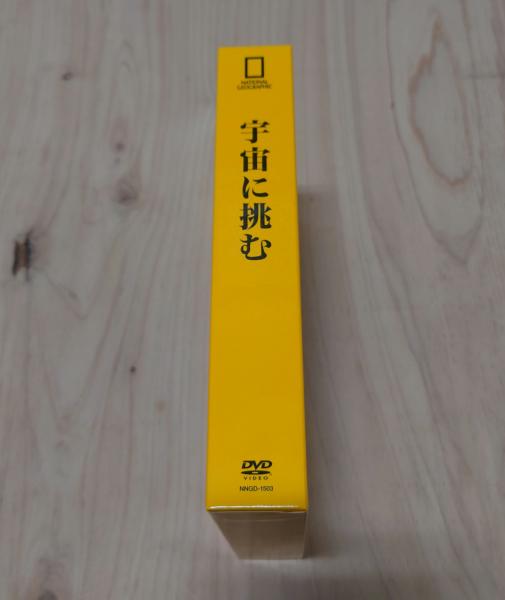 NATIONAL
GEOGRAPHIC
宇宙に挑む
DVD
VIDEO
NNGD-1503